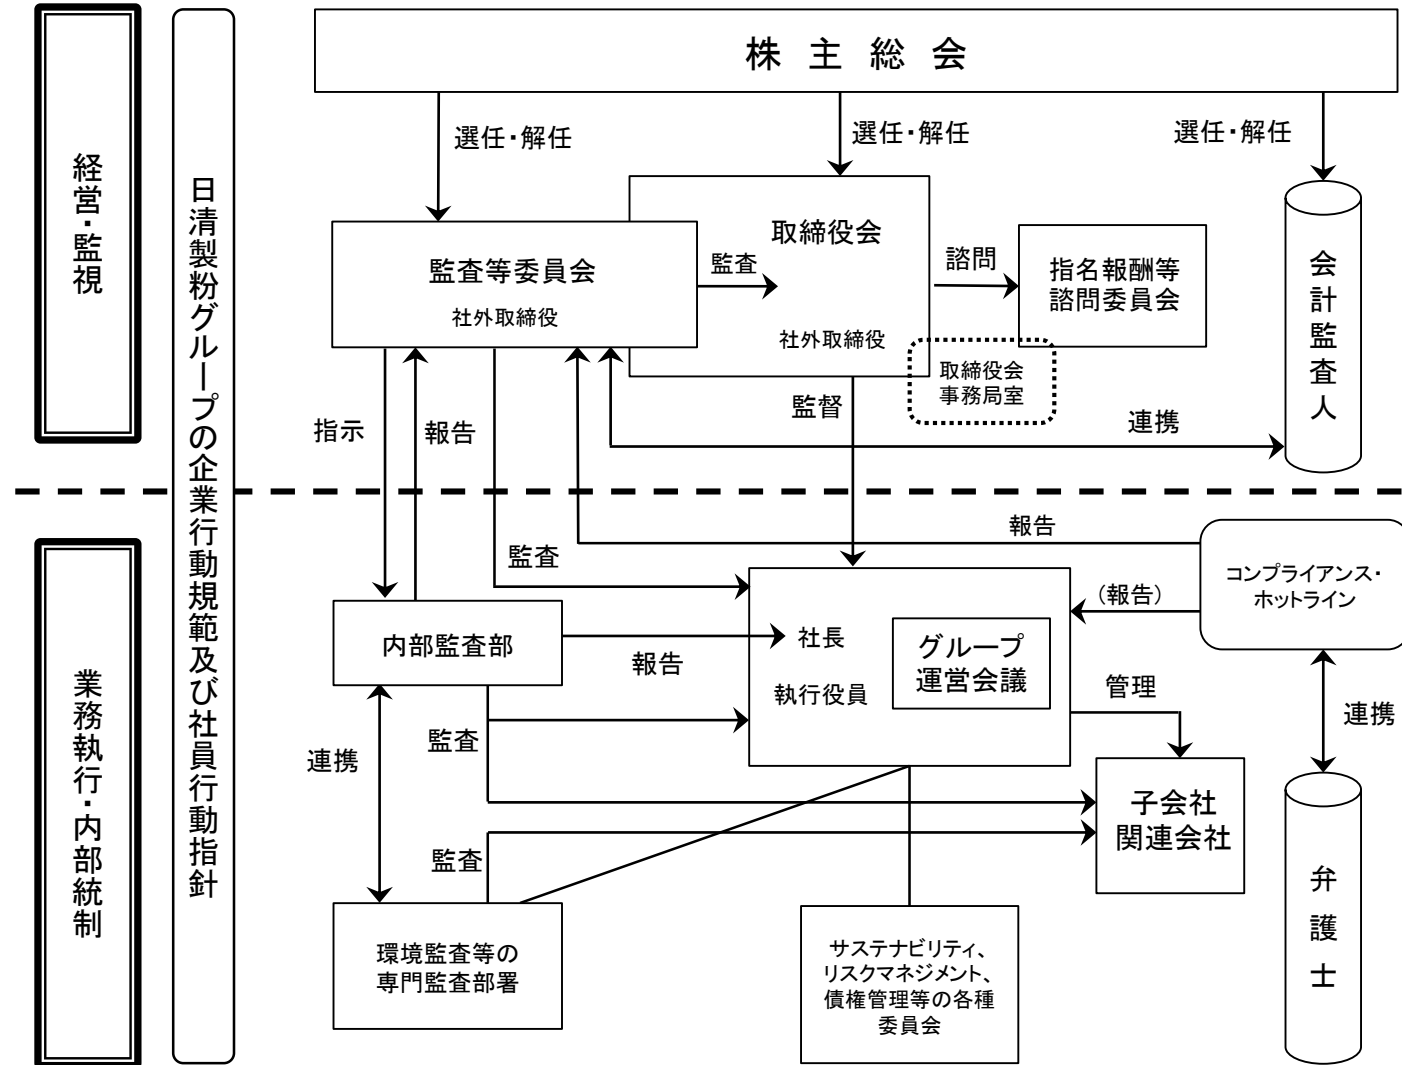 株主総会
選任・解任
選任・解任
選任・解任
経営・監視
日清製粉グループの企業行動規範及び社員行動指針
取締役会
社外取締役
監査等委員会
社外取締役
監査
諮問
指名報酬等
諮問委員会
会計監査人
取締役会
事務局室
監督
指示
報告
連携
報告
監査
コンプライアンス・
ホットライン
(報告)
内部監査部
報告
社長
執行役員
グループ
運営会議
管理
連携
業務執行・内部統制
連携
監査
子会社
関連会社
監査
弁護士
環境監査等の
専門監査部署
サステナビリティ、
リスクマネジメント、
債権管理等の各種
委員会